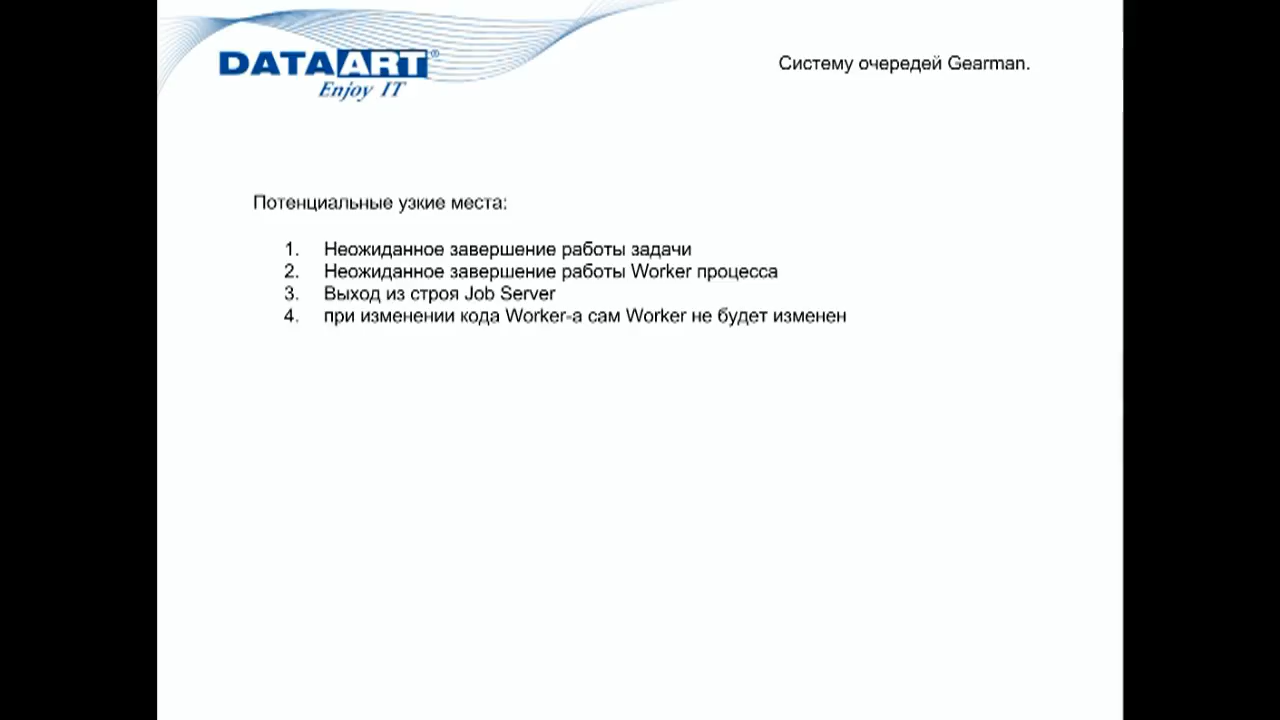 DATAART®
Enjoy IT
Систему очередей Gearman.
Потенциальные узкие места:
1. Неожиданное завершение работы задачи
2. Неожиданное завершение работы Worker процесса
3. Выход из строя Job Server
4. при изменении кода Worker-а сам Worker не будет изменен